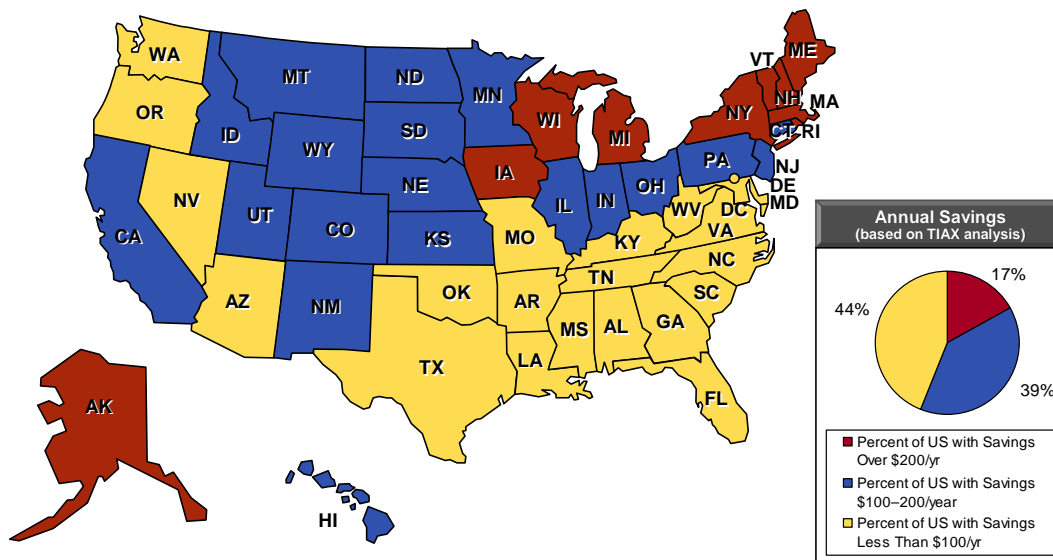 WA
MT
ND
MN
VT
ME
OR
ID
SD
WI
MI
NY
NH
MA
WY
CT
RI
NV
UT
NE
IA
IL
IN
OH
PA
NJ
DE
MD
CA
CO
KS
MO
KY
WV
DC
VA
AZ
NM
OK
AR
TN
NC
SC
TX
LA
MS
AL
GA
FL
AK
HI
Annual Savings
(based on TIAX analysis)
17%
44%
39%
Percent of US with Savings
Over $200/yr
Percent of US with Savings
$100–200/year
Percent of US with Savings
Less Than $100/yr